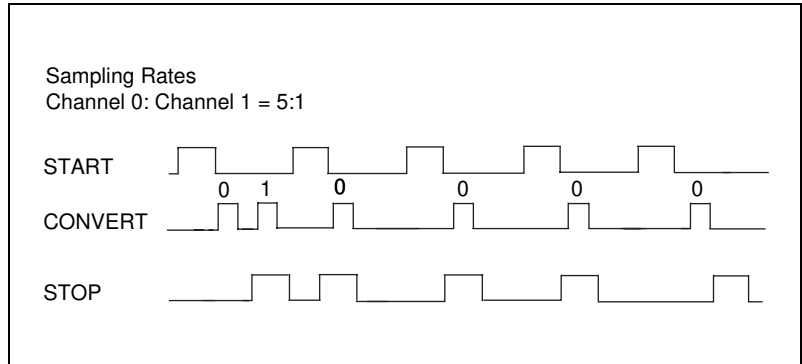 Sampling Rates
Channel 0: Channel 1 = 5:1
START
0 1 0 0 0 0
CONVERT
STOP